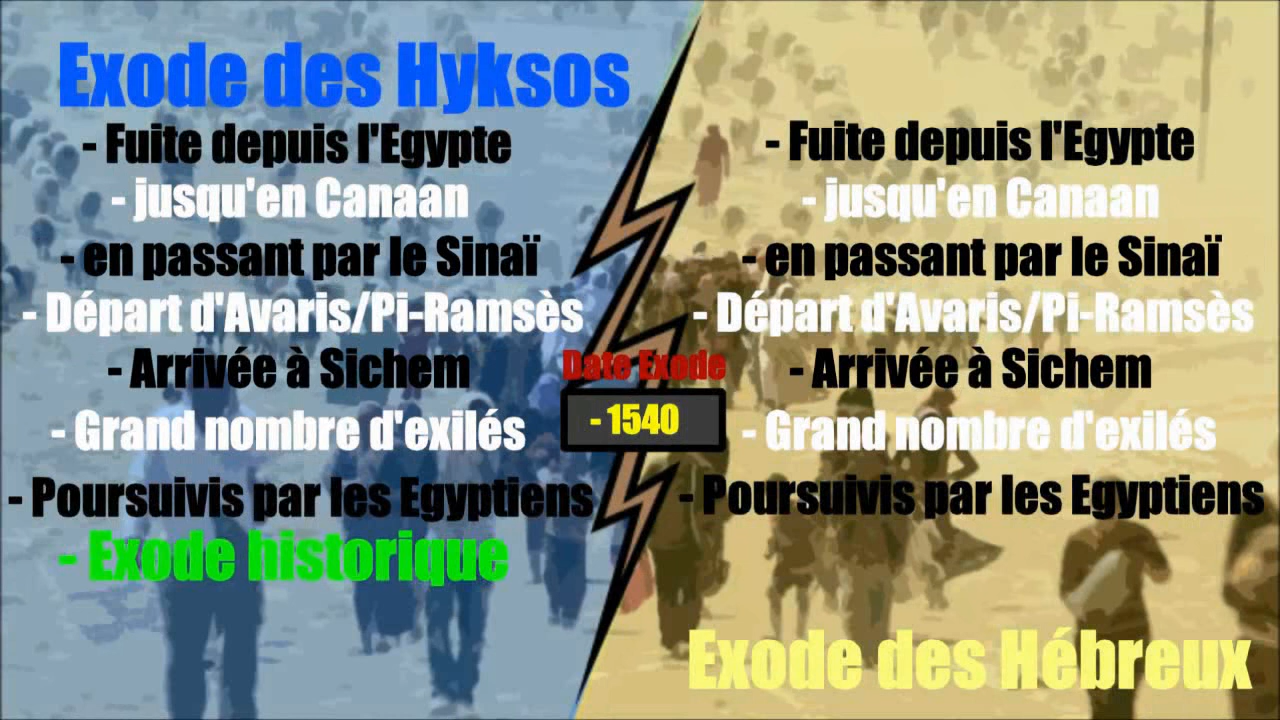 Exode des Hyksos
- Fuite depuis l'Egypte
- jusqu'en Canaan
- en passant par le Sinaï
- Départ d'Avaris/Pi-Ramsès
- Arrivée à Sichem
- Grand nombre d'exilés
- Poursuivis par les Egyptiens
- Exode historique
Date Exode
- 1540
- Fuite depuis l'Egypte
- jusqu'en Canaan
- en passant par le Sinaï
- Départ d'Avaris/Pi-Ramsès
- Arrivée à Sichem
- Grand nombre d'exilés
- Poursuivis par les Egyptiens
Exode des Hébreux